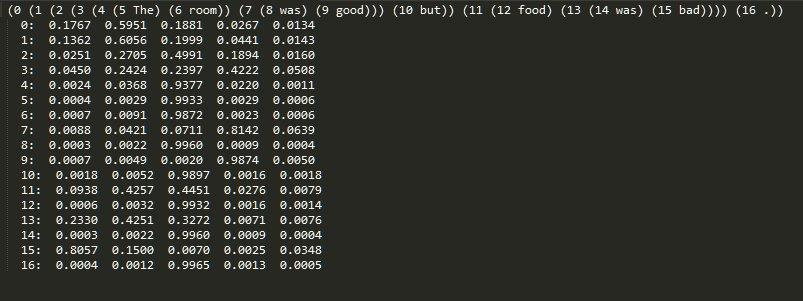 (0 (1 (2 (3 (4 (5 The) (6 room)) (7 (8 was) (9 good))) (10 but)) (11 (12 food) (13 (14 was) (15 bad)))) (16 .))
0: 0.1767 0.5951 0.1881 0.0267 0.0134
1: 0.1362 0.6056 0.1999 0.0441 0.0143
2: 0.0251 0.2705 0.4991 0.1894 0.0160
3: 0.0450 0.2424 0.2397 0.4222 0.0508
4: 0.0024 0.0368 0.9377 0.0220 0.0011
5: 0.0004 0.0029 0.9933 0.0029 0.0006
6: 0.0007 0.0091 0.9872 0.0023 0.0006
7: 0.0088 0.0421 0.0711 0.8142 0.0639
8: 0.0003 0.0022 0.9960 0.0009 0.0004
9: 0.0007 0.0049 0.0020 0.9874 0.0050
10: 0.0018 0.0052 0.9897 0.0016 0.0018
11: 0.0938 0.4257 0.4451 0.0276 0.0079
12: 0.0006 0.0032 0.9932 0.0016 0.0014
13: 0.2330 0.4251 0.3272 0.0071 0.0076
14: 0.0003 0.0022 0.9960 0.0009 0.0004
15: 0.8057 0.1500 0.0070 0.0025 0.0348
16: 0.0004 0.0012 0.9965 0.0013 0.0005